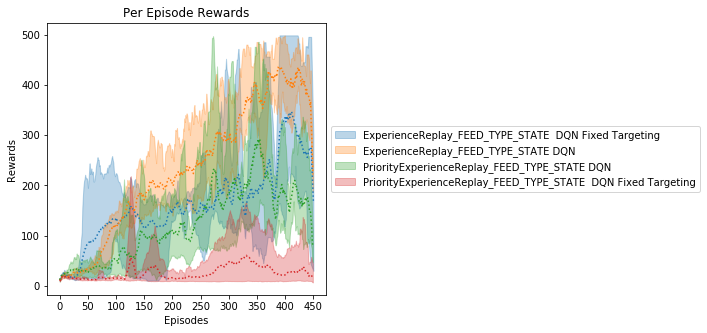 Per Episode Rewards
500
400
300
200
100
0
Rewards
0 50 100 150 200 250 300 350 400 450
Episodes
ExperienceReplay_FEED_TYPE_STATE  DQN Fixed Targeting
ExperienceReplay_FEED_TYPE_STATE DQN
PriorityExperienceReplay_FEED_TYPE_STATE DQN
PriorityExperienceReplay_FEED_TYPE_STATE  DQN Fixed Targeting